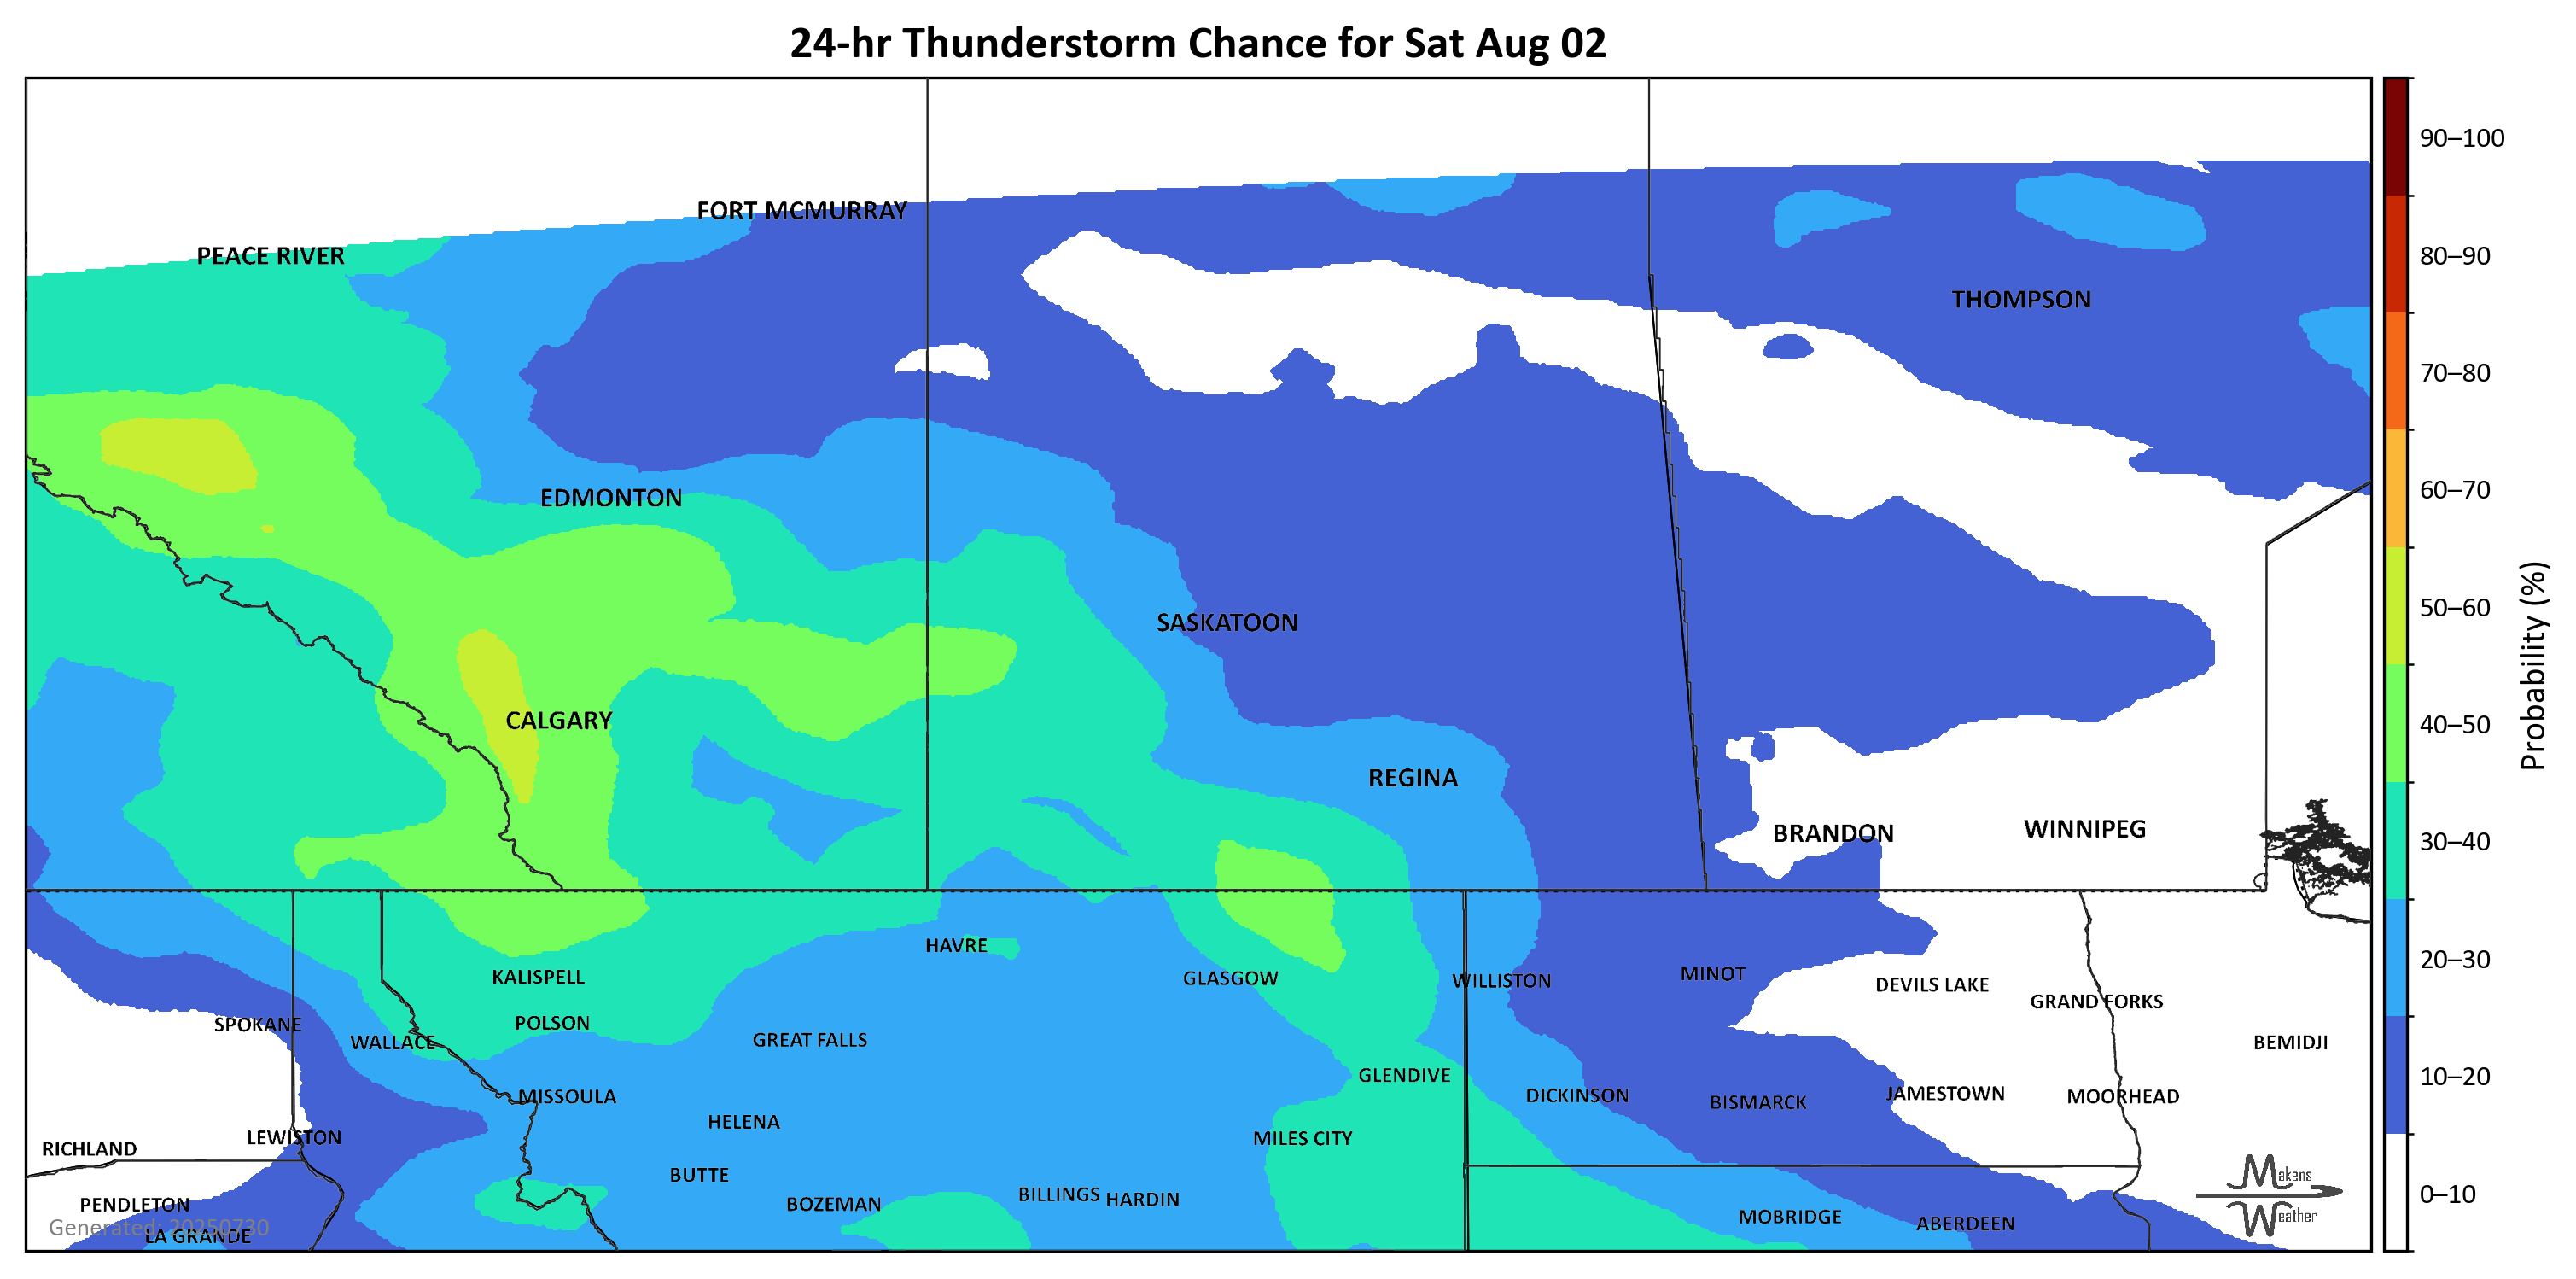 24-hr Thunderstorm Chance for Sat Aug 02
90–100
FORT MCMURRAY
PEACE RIVER
80–90
THOMPSON
70–80
EDMONTON
60–70
SASKATOON
50–60
Probability (%)
CALGARY
40–50
REGINA
BRANDON
WINNIPEG
30–40
HAVRE
20–30
KALISPELL
GLASGOW
WILLISTON
MINOT
DEVILS LAKE
GRAND FORKS
SPOKANE
POLSON
WALLACE
GREAT FALLS
BEMIDJI
GLENDIVE
10–20
MISSOULA
DICKINSON
BISMARCK
JAMESTOWN
MOORHEAD
HELENA
LEWISTON
MILES CITY
RICHLAND
BUTTE
Makens
Weather
0–10
PENDLETON
BOZEMAN
BILLINGS
HARDIN
MOBRIDGE
ABERDEEN
Generated: 20250730
LA GRANDE